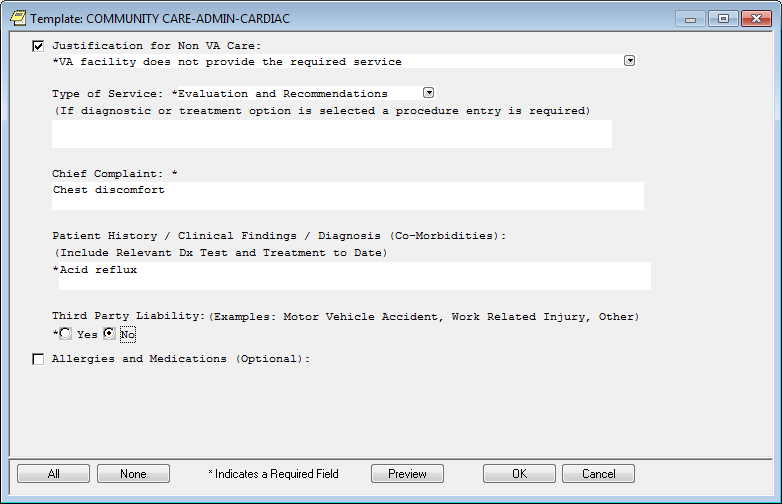 Template: COMMUNITY CARE-ADMIN-CARDIAC
Justification for Non VA Care:
*VA facility does not provide the required service
Type of Service: *Evaluation and Recommendations
(If diagnostic or treatment option is selected a procedure entry is required)
Chief Complaint: *
Chest discomfort
Patient History / Clinical Findings / Diagnosis (Co-Morbidities):
(Include Relevant Dx Test and Treatment to Date)
*Acid reflux
Third Party Liability:(Examples: Motor Vehicle Accident, Work Related Injury, Other)
* Yes No
Allergies and Medications (Optional):
All None * Indicates a Required Field Preview OK Cancel